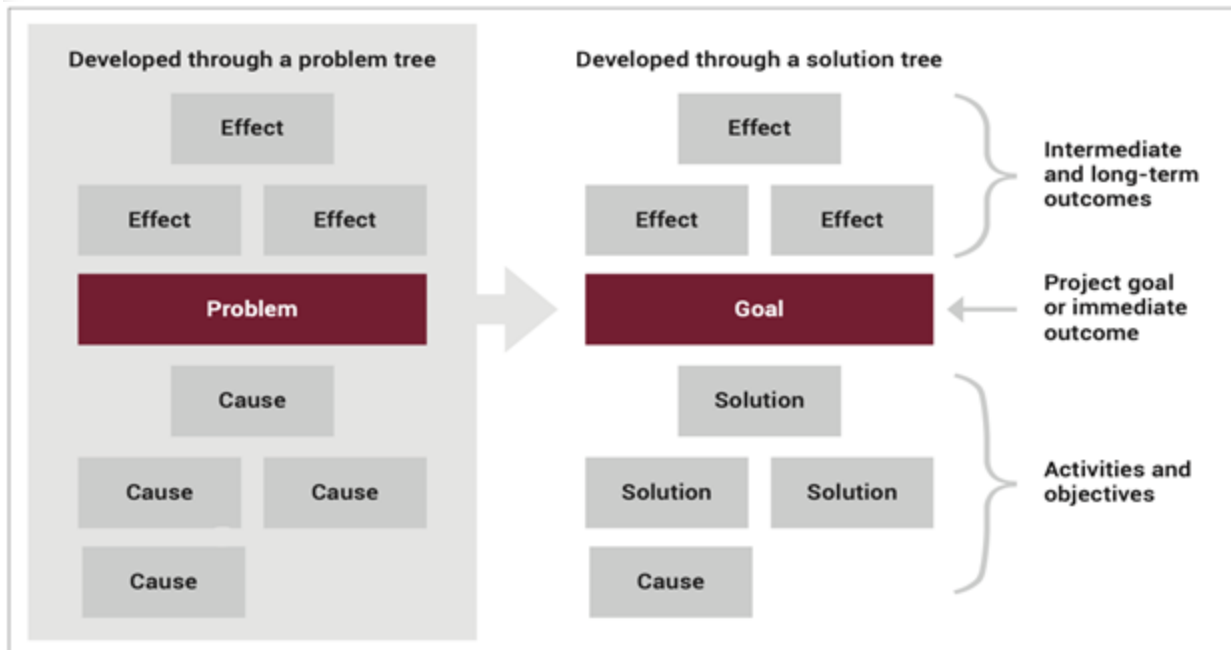 Developed through a problem tree
Effect
Effect
Effect
Problem
Cause
Cause
Cause
Cause
Developed through a solution tree
Effect
Effect
Effect
Goal
Solution
Solution
Solution
Cause
Intermediate
and long-term
outcomes
Project goal
or immediate
outcome
Activities and
objectives